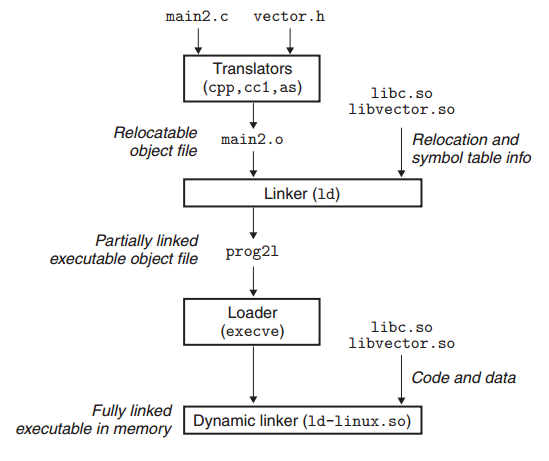 main2.c vector.h
Translators
(cpp,cc1,as)
libc.so
libvector.so
Relocatable
object file
main2.o
Relocation and
symbol table info
Linker (ld)
Partially linked
executable object file
prog2l
Loader
(execve)
libc.so
libvector.so
Code and data
Fully linked
executable in memory
Dynamic linker (ld-linux.so)